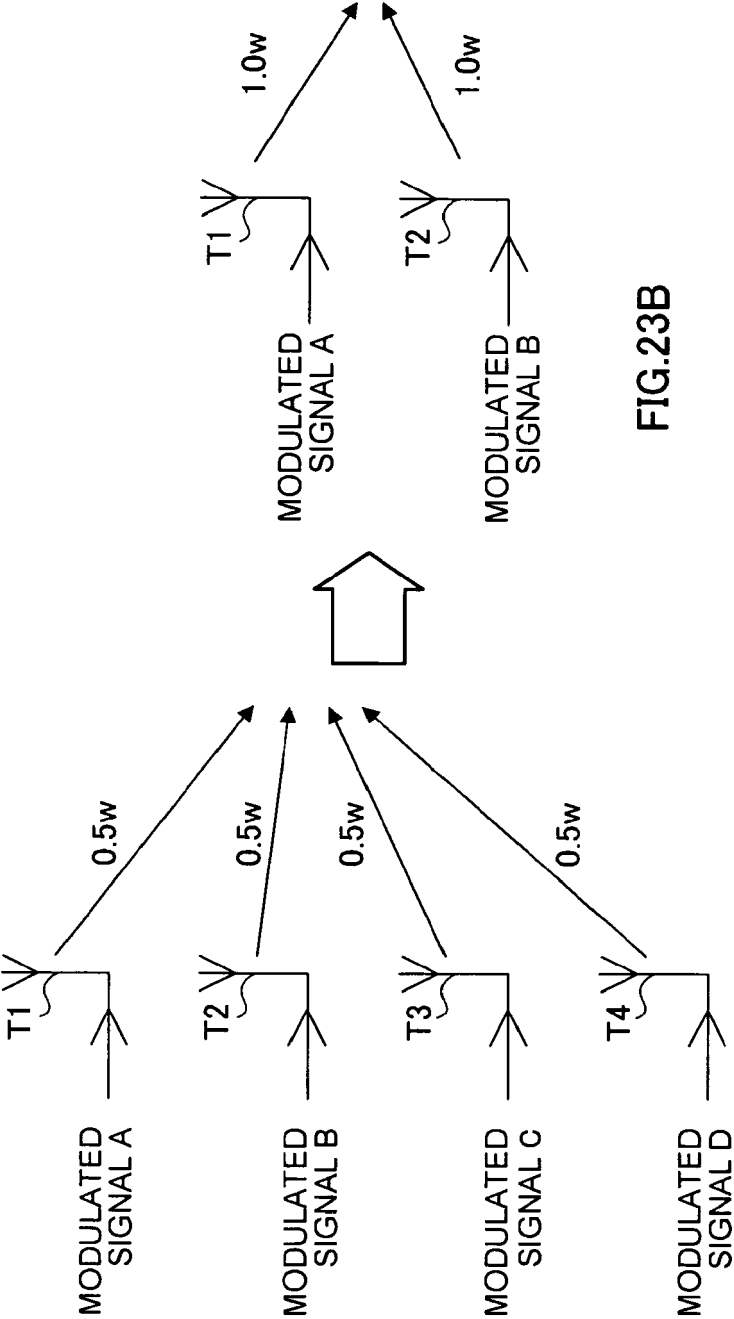 MODULATED
SIGNAL A
T1
0.5w
MODULATED
SIGNAL B
T2
0.5w
MODULATED
SIGNAL C
T3
0.5w
MODULATED
SIGNAL D
T4
0.5w
MODULATED
SIGNAL A
T1
1.0w
MODULATED
SIGNAL B
T2
1.0w
FIG.23B